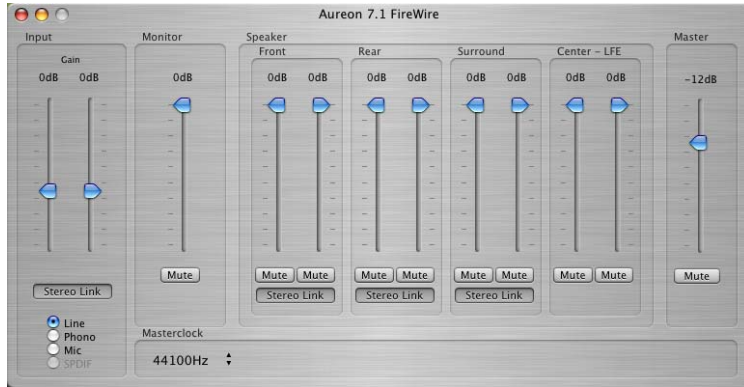 Aureon 7.1 FireWire
Input Monitor Speaker Master
Front Rear Surround Center – LFE
Gain
0dB 0dB 0dB 0dB 0dB 0dB 0dB 0dB 0dB 0dB 0dB -12dB
Mute Mute Mute Mute Mute Mute Mute Mute Mute Mute
Stereo Link Stereo Link Stereo Link Stereo Link
Line
Phono
Mic
SPDIF
Masterclock
44100Hz